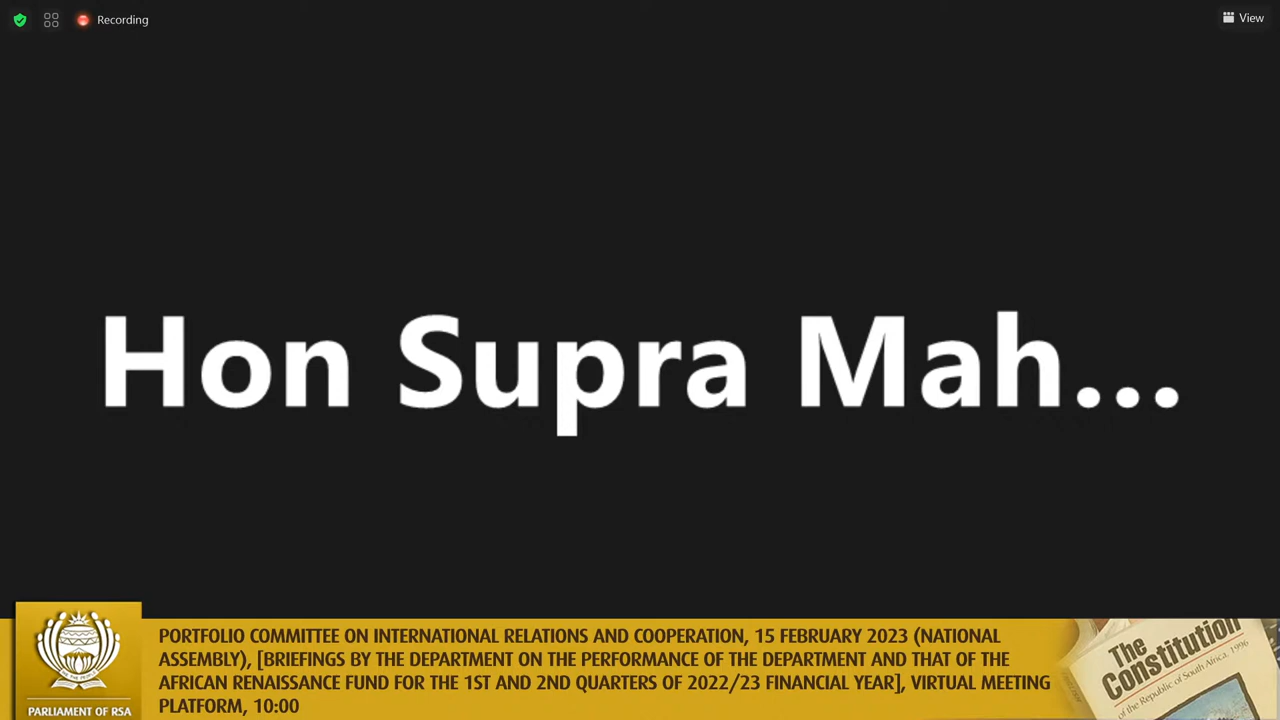 Recording
View
Hon Supra Mah...
PORTFOLIO COMMITTEE ON INTERNATIONAL RELATIONS AND COOPERATION, 15 FEBRUARY 2023 (NATIONAL
ASSEMBLY), [BRIEFINGS BY THE DEPARTMENT ON THE PERFORMANCE OF THE DEPARTMENT AND THAT OF THE
AFRICAN RENAISSANCE FUND FOR THE 1ST AND 2ND QUARTERS OF 2022/23 FINANCIAL YEAR], VIRTUAL MEETING
PLATFORM, 10:00
PARLIAMENT OF RSA
The
Constitution
of the Republic of South Africa, 1996